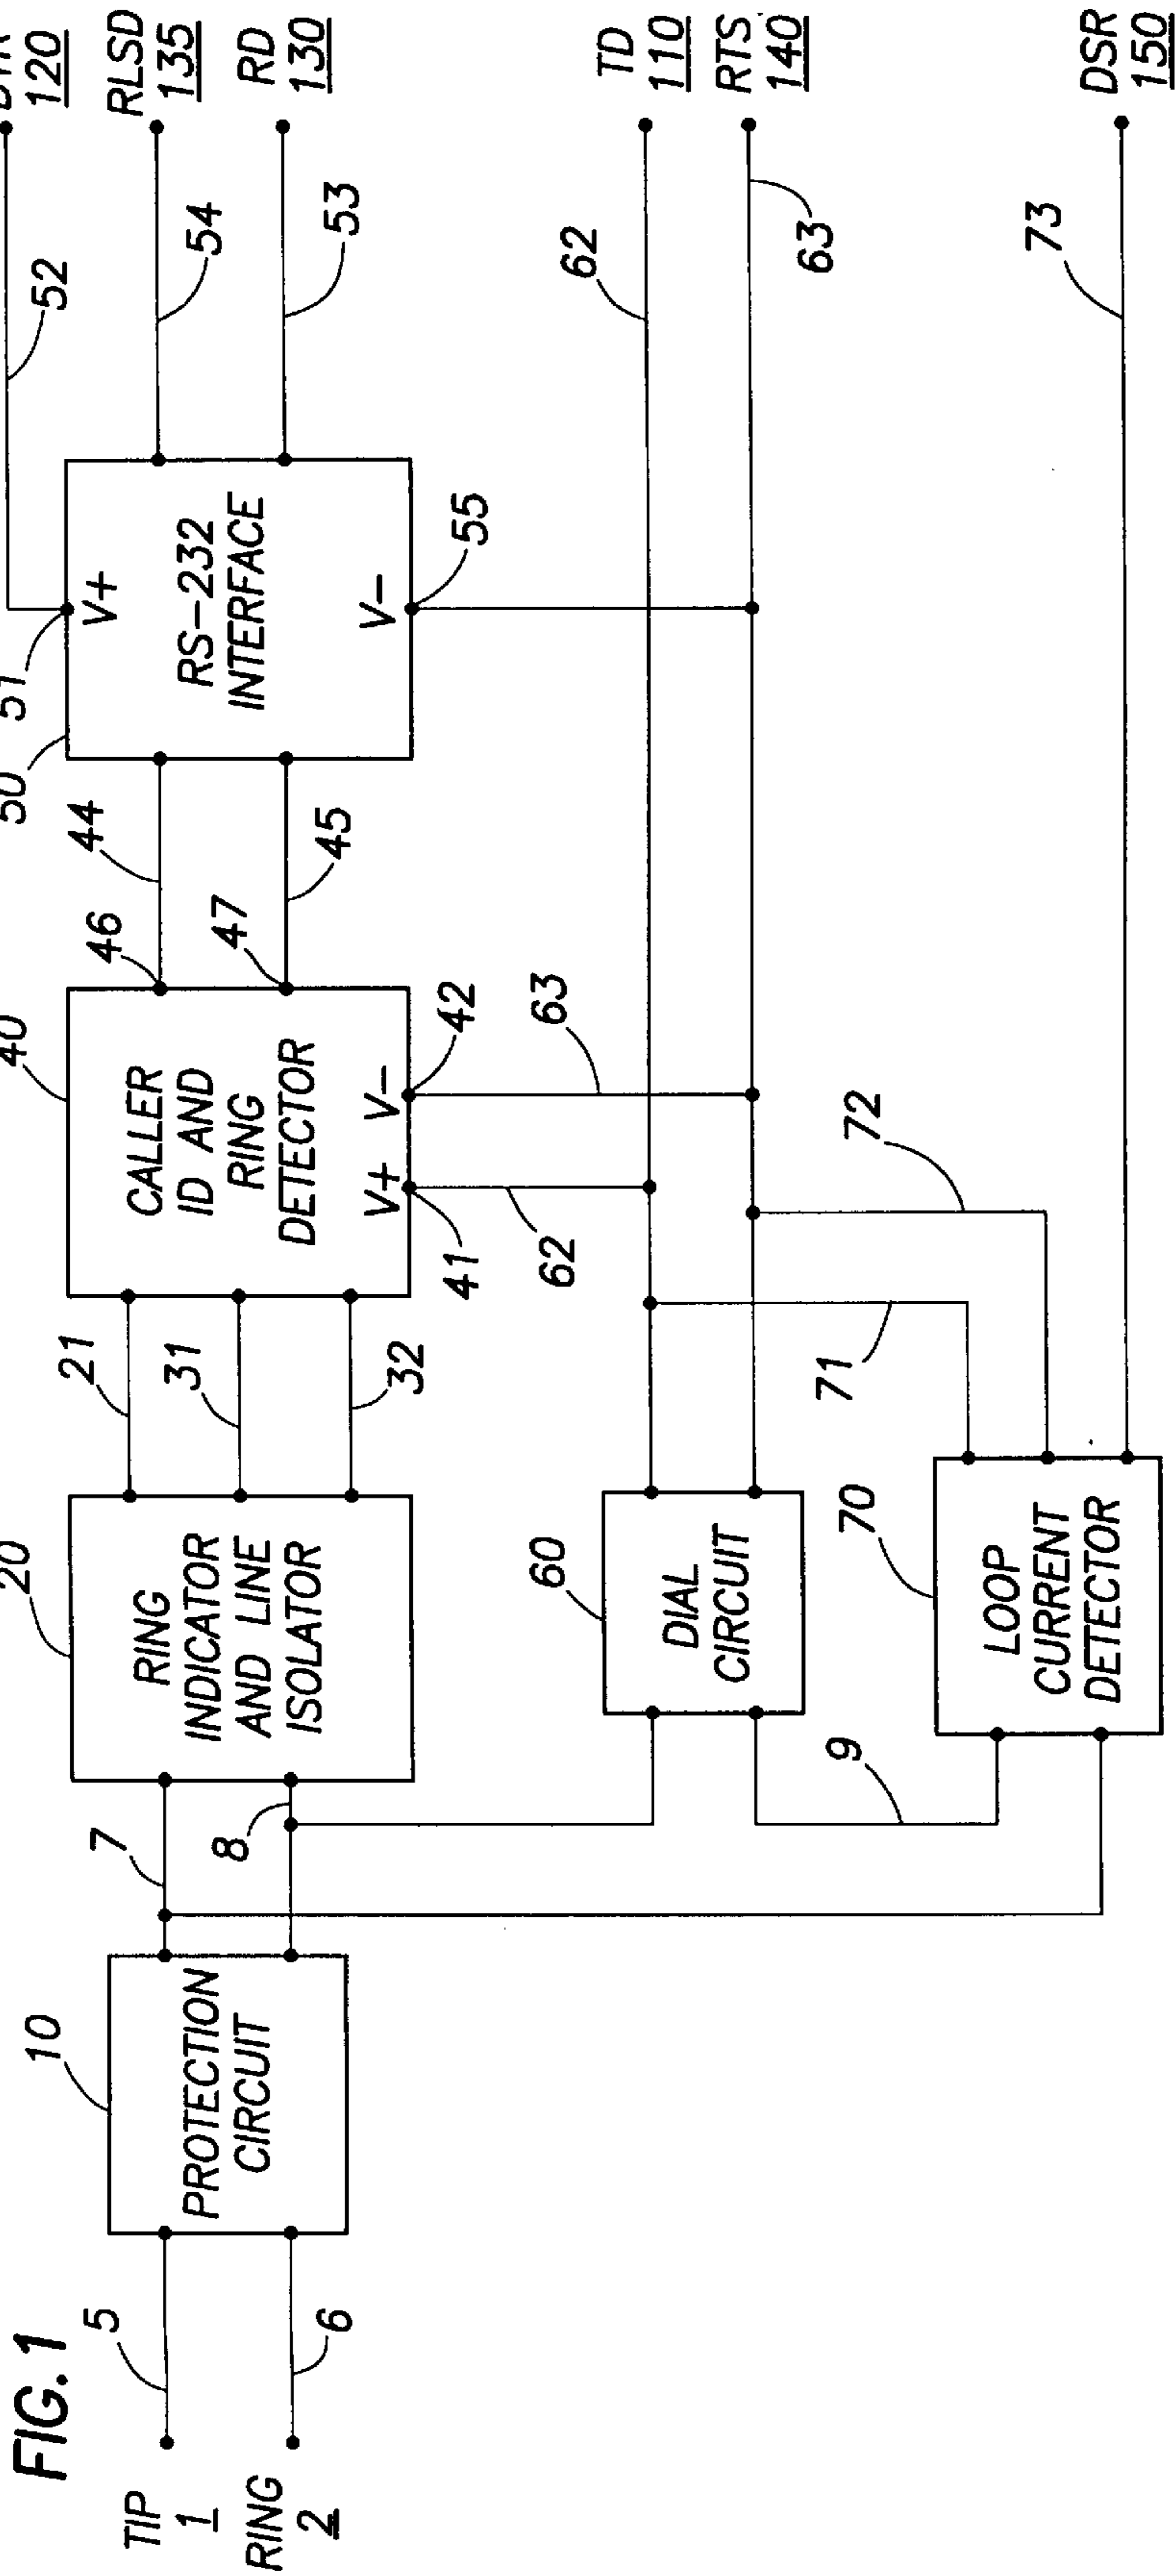 FIG. 1
TIP
1
RING
2
5
6
10
PROTECTION
CIRCUIT
7
8
9
20
RING
INDICATOR
AND LINE
ISOLATOR
21
31
32
40
CALLER
ID AND
RING
DETECTOR
V+
V-
41
42
46
47
44
45
50
51
V+
RS-232
INTERFACE
V-
55
52
54
53
DTR
120
RLSD
135
RD
130
60
DIAL
CIRCUIT
62
63
62
63
TD
110
RTS
140
70
LOOP
CURRENT
DETECTOR
71
72
73
DSR
150